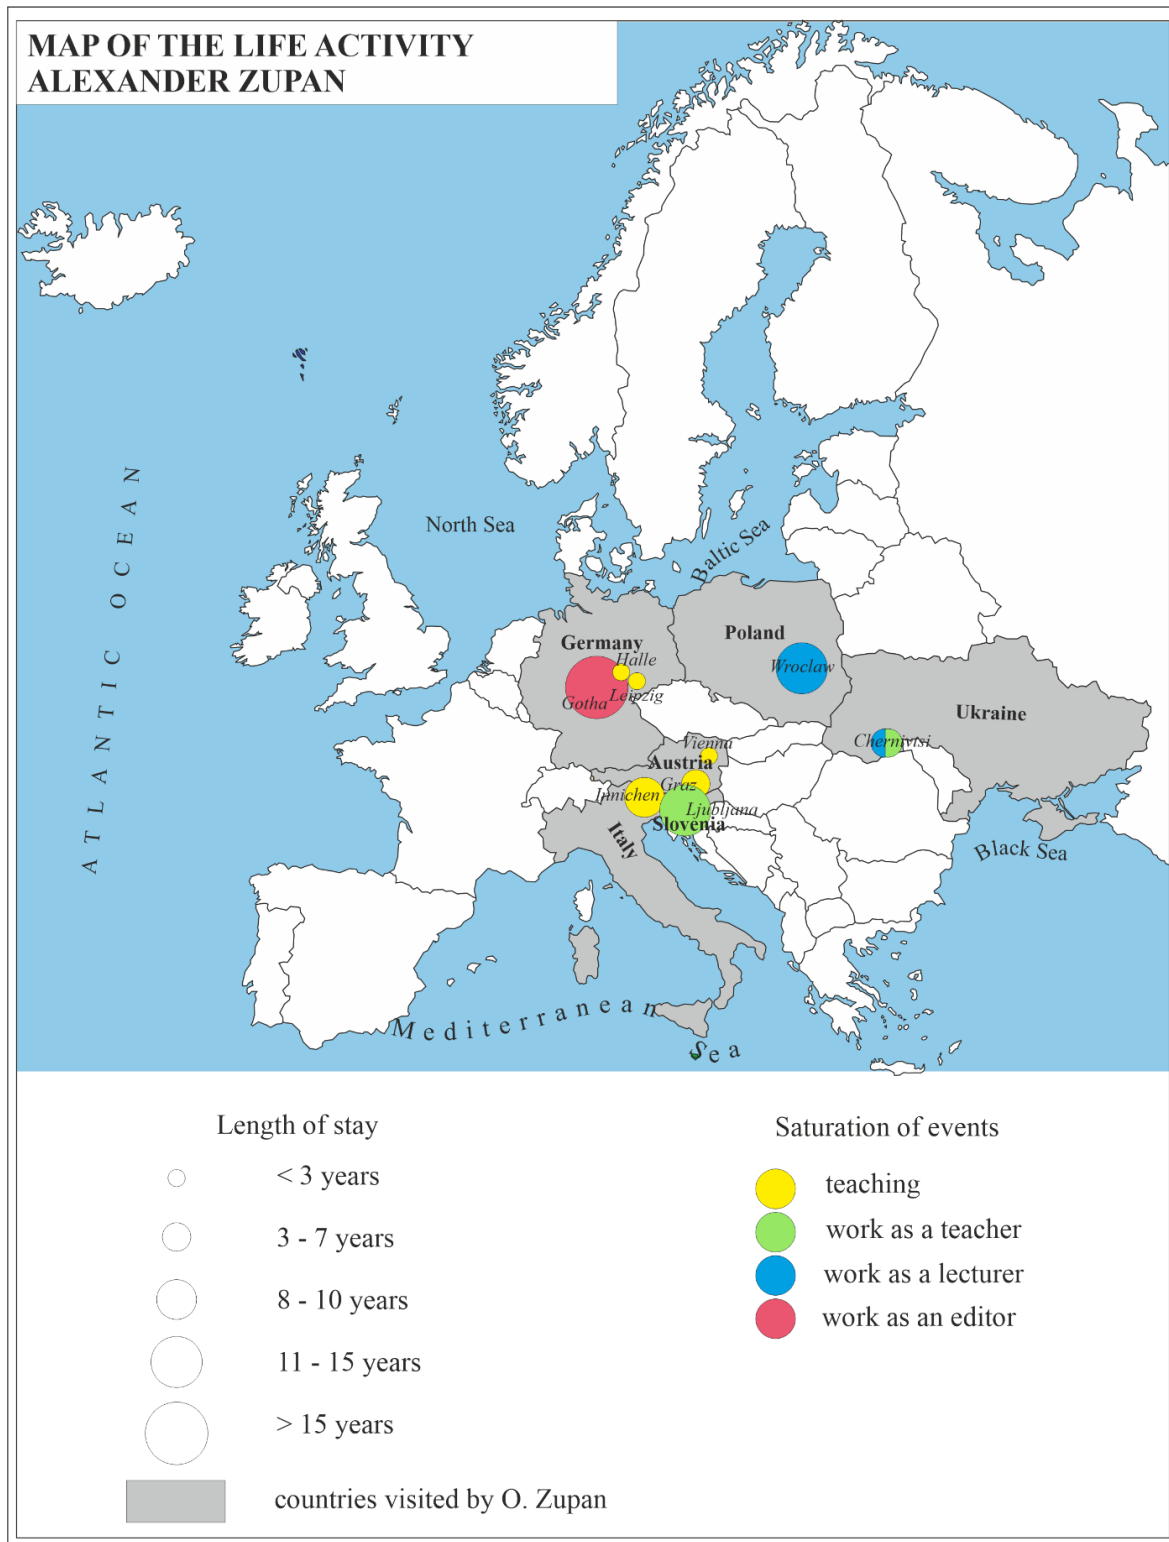 MAP OF THE LIFE ACTIVITY
ALEXANDER ZUPAN
ATLANTIC OCEAN
North Sea
Baltic Sea
Germany
Halle
Leipzig
Gotha
Poland
Wroclaw
Ukraine
Chernivtsi
Vienna
Austria
Graz
Innichen
Ljubljana
Slovenia
Italy
Black Sea
Mediterranean
Sea
Length of stay
< 3 years
3 - 7 years
8 - 10 years
11 - 15 years
> 15 years
countries visited by O. Zupan
Saturation of events
teaching
work as a teacher
work as a lecturer
work as an editor